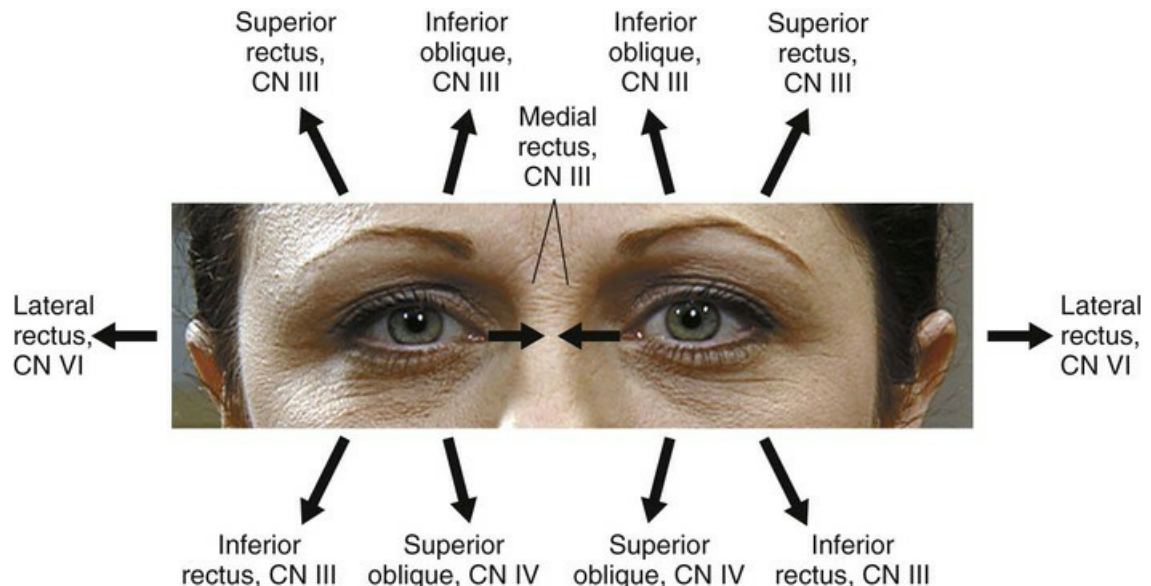 Superior
rectus,
CN III
Inferior
oblique,
CN III
Inferior
oblique,
CN III
Superior
rectus,
CN III
Medial
rectus,
CN III
Lateral
rectus,
CN VI
Lateral
rectus,
CN VI
Inferior
rectus, CN III
Superior
oblique, CN IV
Superior
oblique, CN IV
Inferior
rectus, CN III